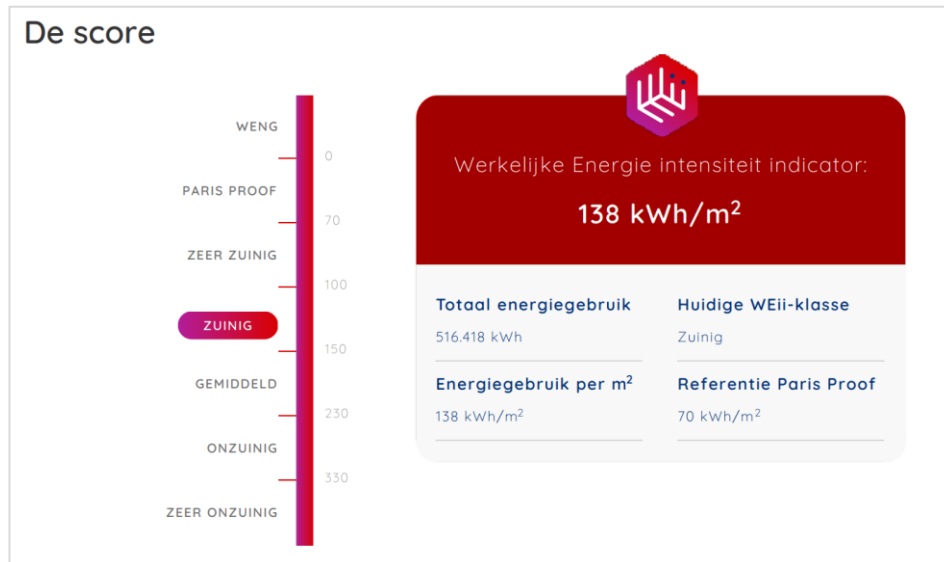 De score
WENG
0
PARIS PROOF
70
ZEER ZUINIG
100
ZUINIG
150
GEMIDDELD
230
ONZUINIG
330
ZEER ONZUINIG
Werkelijke Energie intensiteit indicator:
138 kWh/m²
Totaal energiegebruik
516.418 kWh
Huidige WEii-klasse
Zuinig
Energiegebruik per m²
138 kWh/m²
Referentie Paris Proof
70 kWh/m²